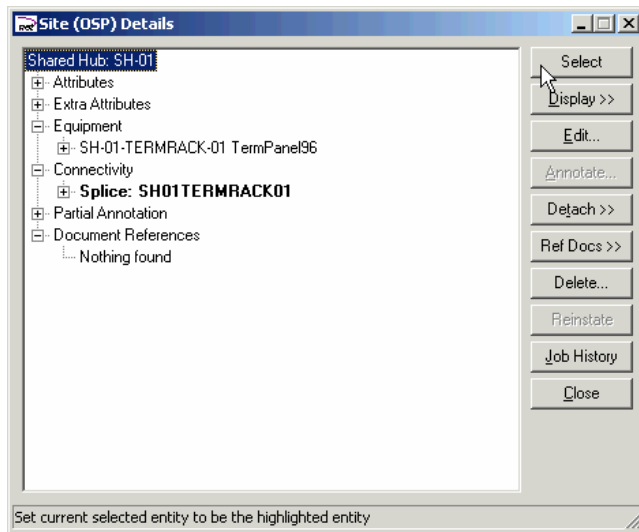 Site (OSP) Details
Shared Hub: SH-01
Attributes
Extra Attributes
Equipment
SH-01-TERMRACK-01 TermPanel96
Connectivity
Splice: SH01TERMRACK01
Partial Annotation
Document References
Nothing found
Select
Display >>
Edit...
Annotate...
Detach >>
Ref Docs >>
Delete...
Reinstate
Job History
Close
Set current selected entity to be the highlighted entity